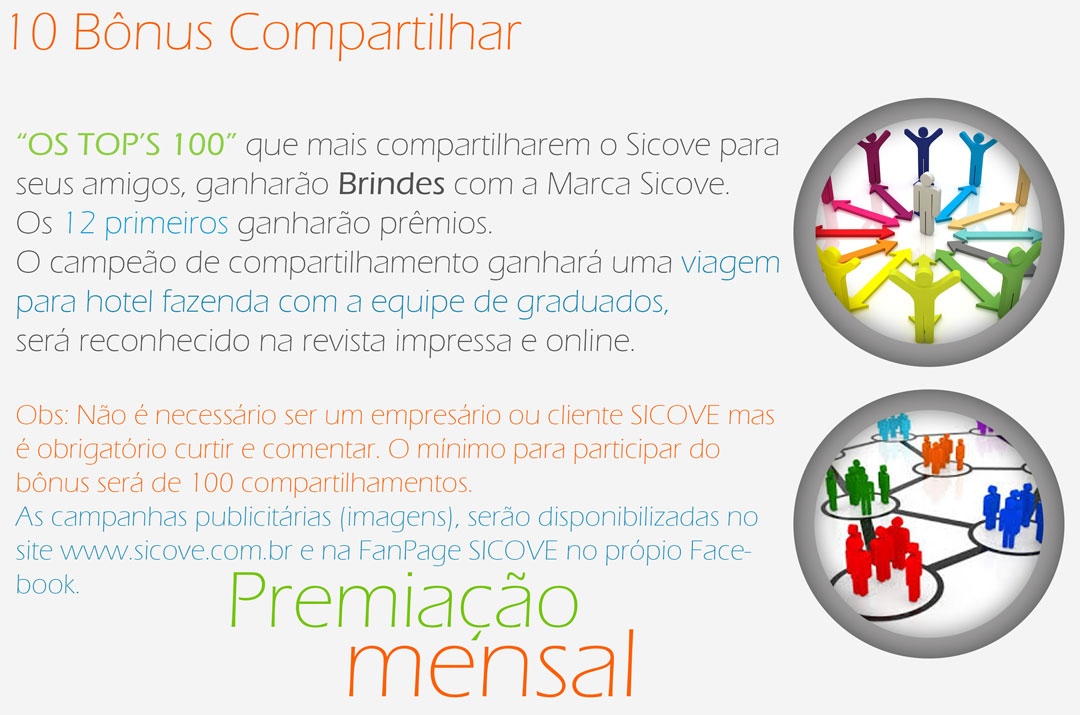 10 Bônus Compartilhar
“OS TOP’S 100” que mais compartilharem o Sicove para
seus amigos, ganharão Brindes com a Marca Sicove.
Os 12 primeiros ganharão prêmios.
O campeão de compartilhamento ganhará uma viagem
para hotel fazenda com a equipe de graduados,
será reconhecido na revista impressa e online.
Obs: Não é necessário ser um empresário ou cliente SICOVE mas
é obrigatório curtir e comentar. O mínimo para participar do
bônus será de 100 compartilhamentos.
As campanhas publicitárias (imagens), serão disponibilizadas no
site www.sicove.com.br e na FanPage SICOVE no própio Face-
book.
Premiação
mensal